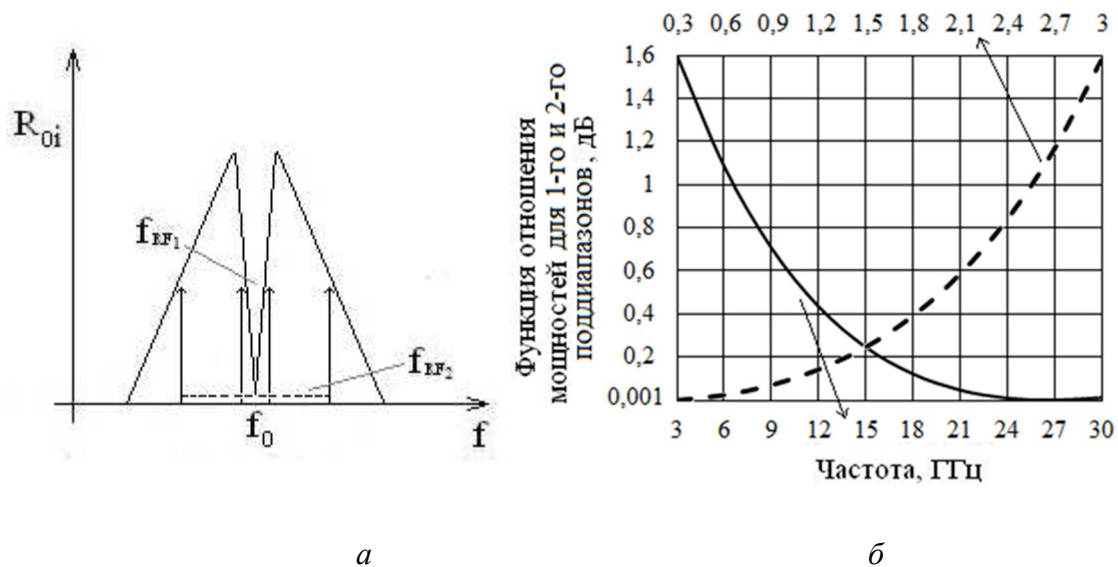 R0i
fRF1
fRF2
f0
f
а
0,3 0,6 0,9 1,2 1,5 1,8 2,1 2,4 2,7 3
Функция отношения
мощностей для 1-го и 2-го
поддиапазонов, дБ
1,6
1,4
1,2
1
0,8
0,6
0,4
0,2
0,001
3 6 9 12 15 18 21 24 27 30
Частота, ГГц
б